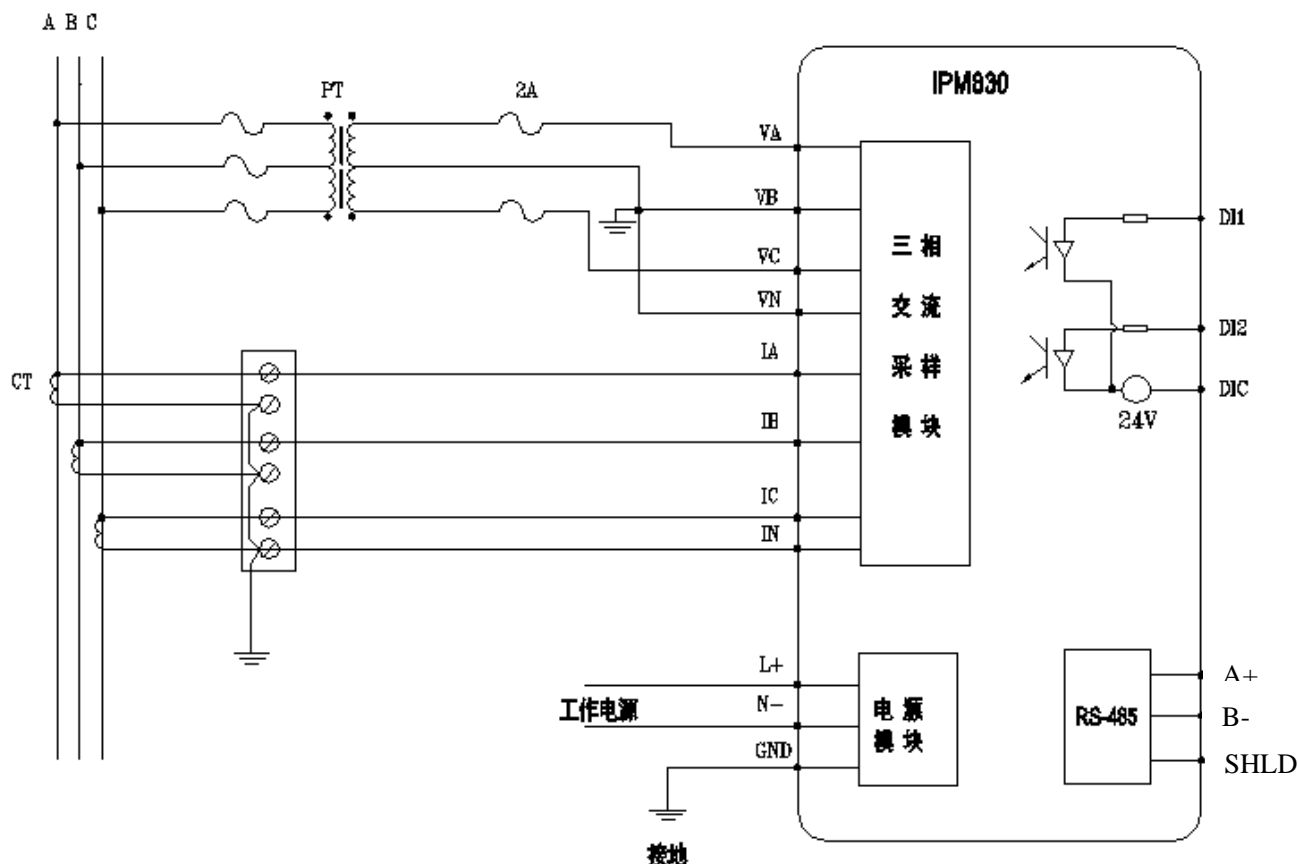 A B C
IPM830
PT
2A
VA
VB
VC
VN
三相
交流
采样
模块
DI1
DI2
DIC
24V
CT
IA
IB
IC
IN
L+
工作电源
N-
GND
电源
模块
RS-485
A+
B-
SHLD
接地